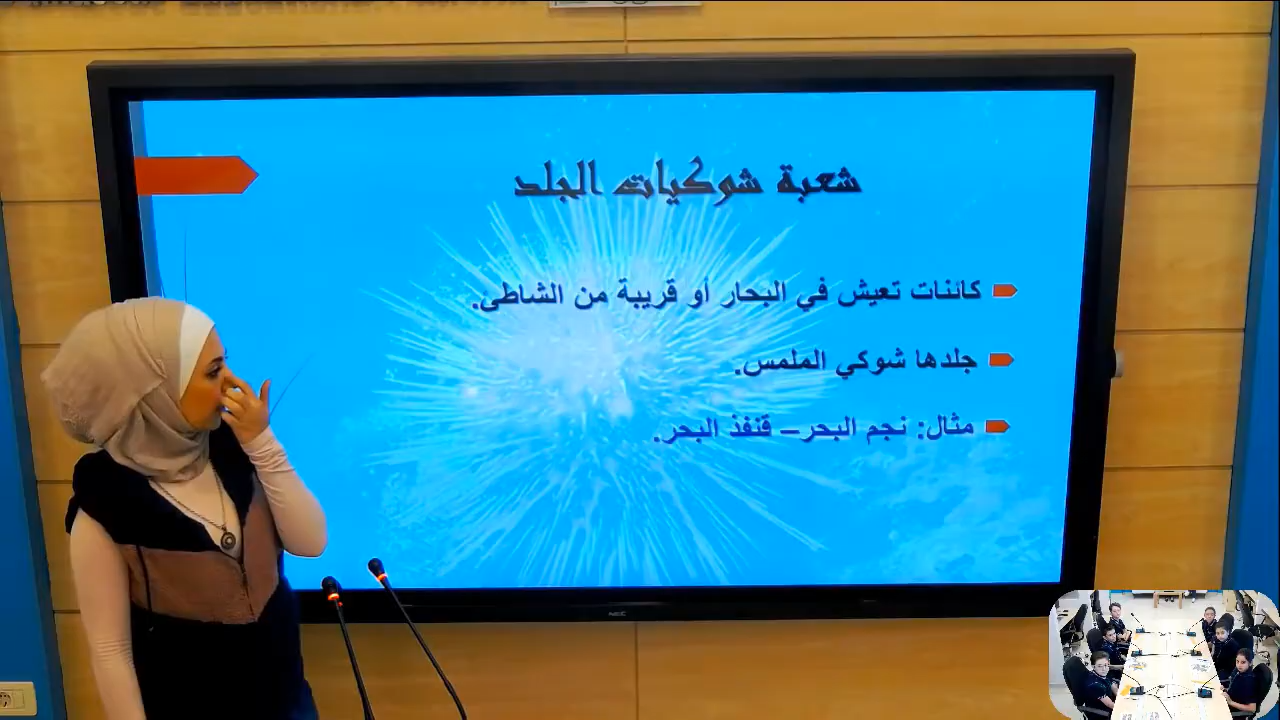 شعبة شوكيات الجلد
كائنات تعيش في البحار أو قريبة من الشاطئ.
جلدها شوكي الملمس.
مثال: نجم البحر– قنفذ البحر.
NEC